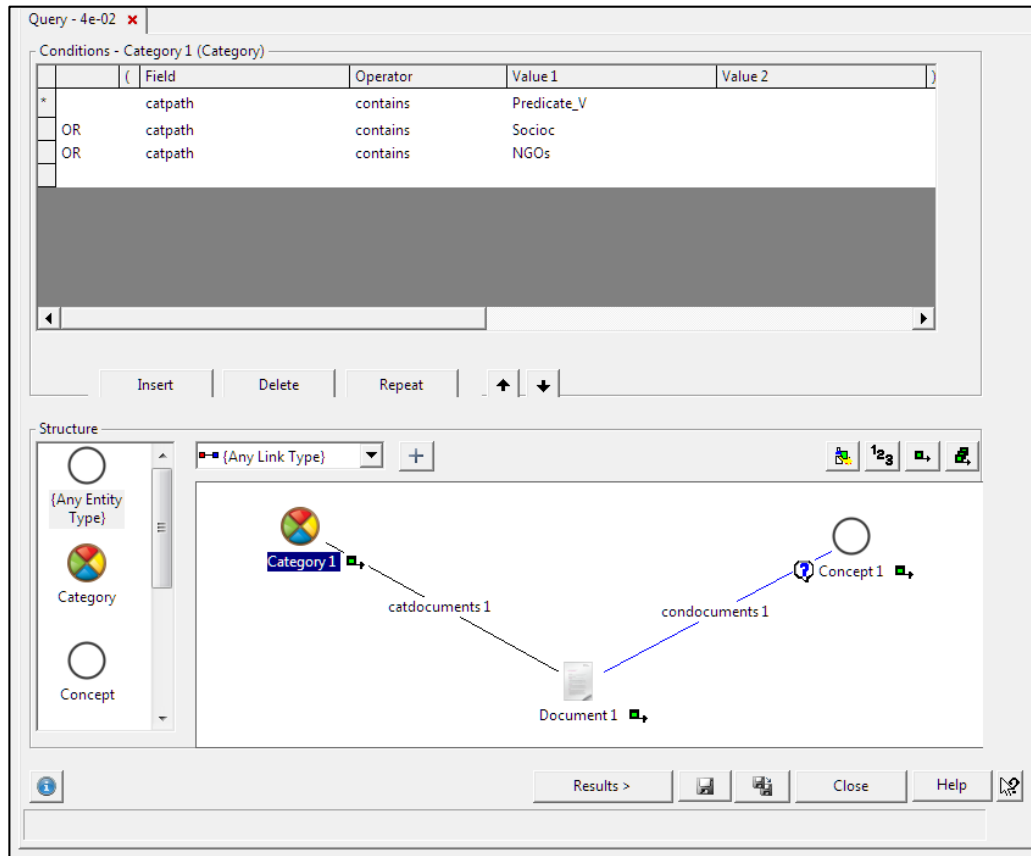 Query - 4e-02
Conditions - Category 1 (Category)
( Field Operator Value 1 Value 2 )
* catpath contains Predicate_V
OR catpath contains Socioc
OR catpath contains NGOs
Insert Delete Repeat
Structure
{Any Link Type} +
123
{Any Entity
Type}
Category
Concept
Category 1
Concept 1
catdocuments 1
condocuments 1
Document 1
Results > Close Help